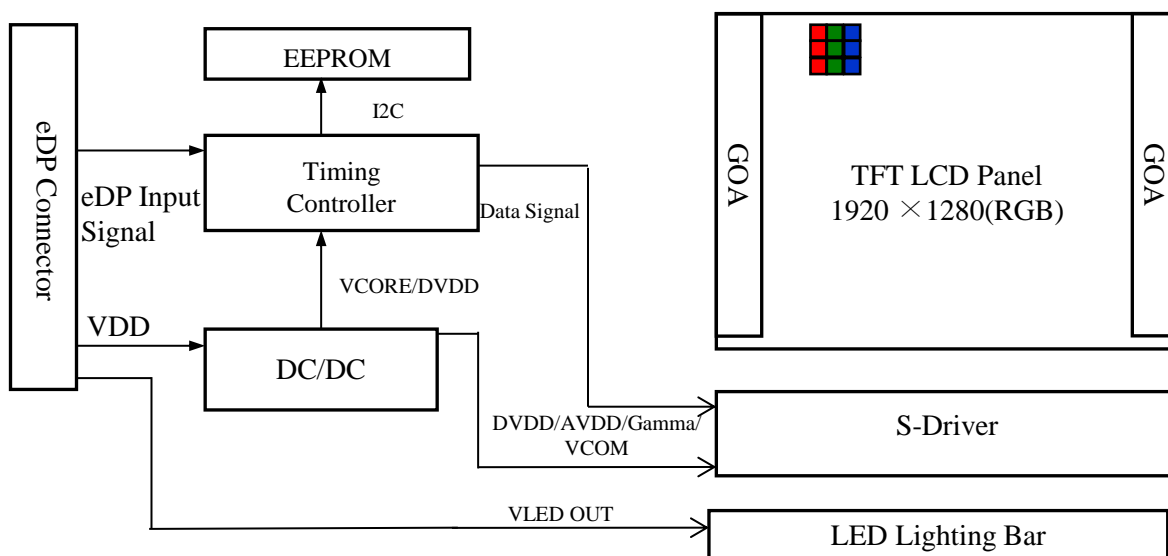 EEPROM
I2C
eDP Connector
eDP Input
Signal
Timing
Controller
Data Signal
VCORE/DVDD
VDD
DC/DC
DVDD/AVDD/Gamma/
VCOM
VLED OUT
GOA
TFT LCD Panel
1920 ×1280(RGB)
GOA
S-Driver
LED Lighting Bar